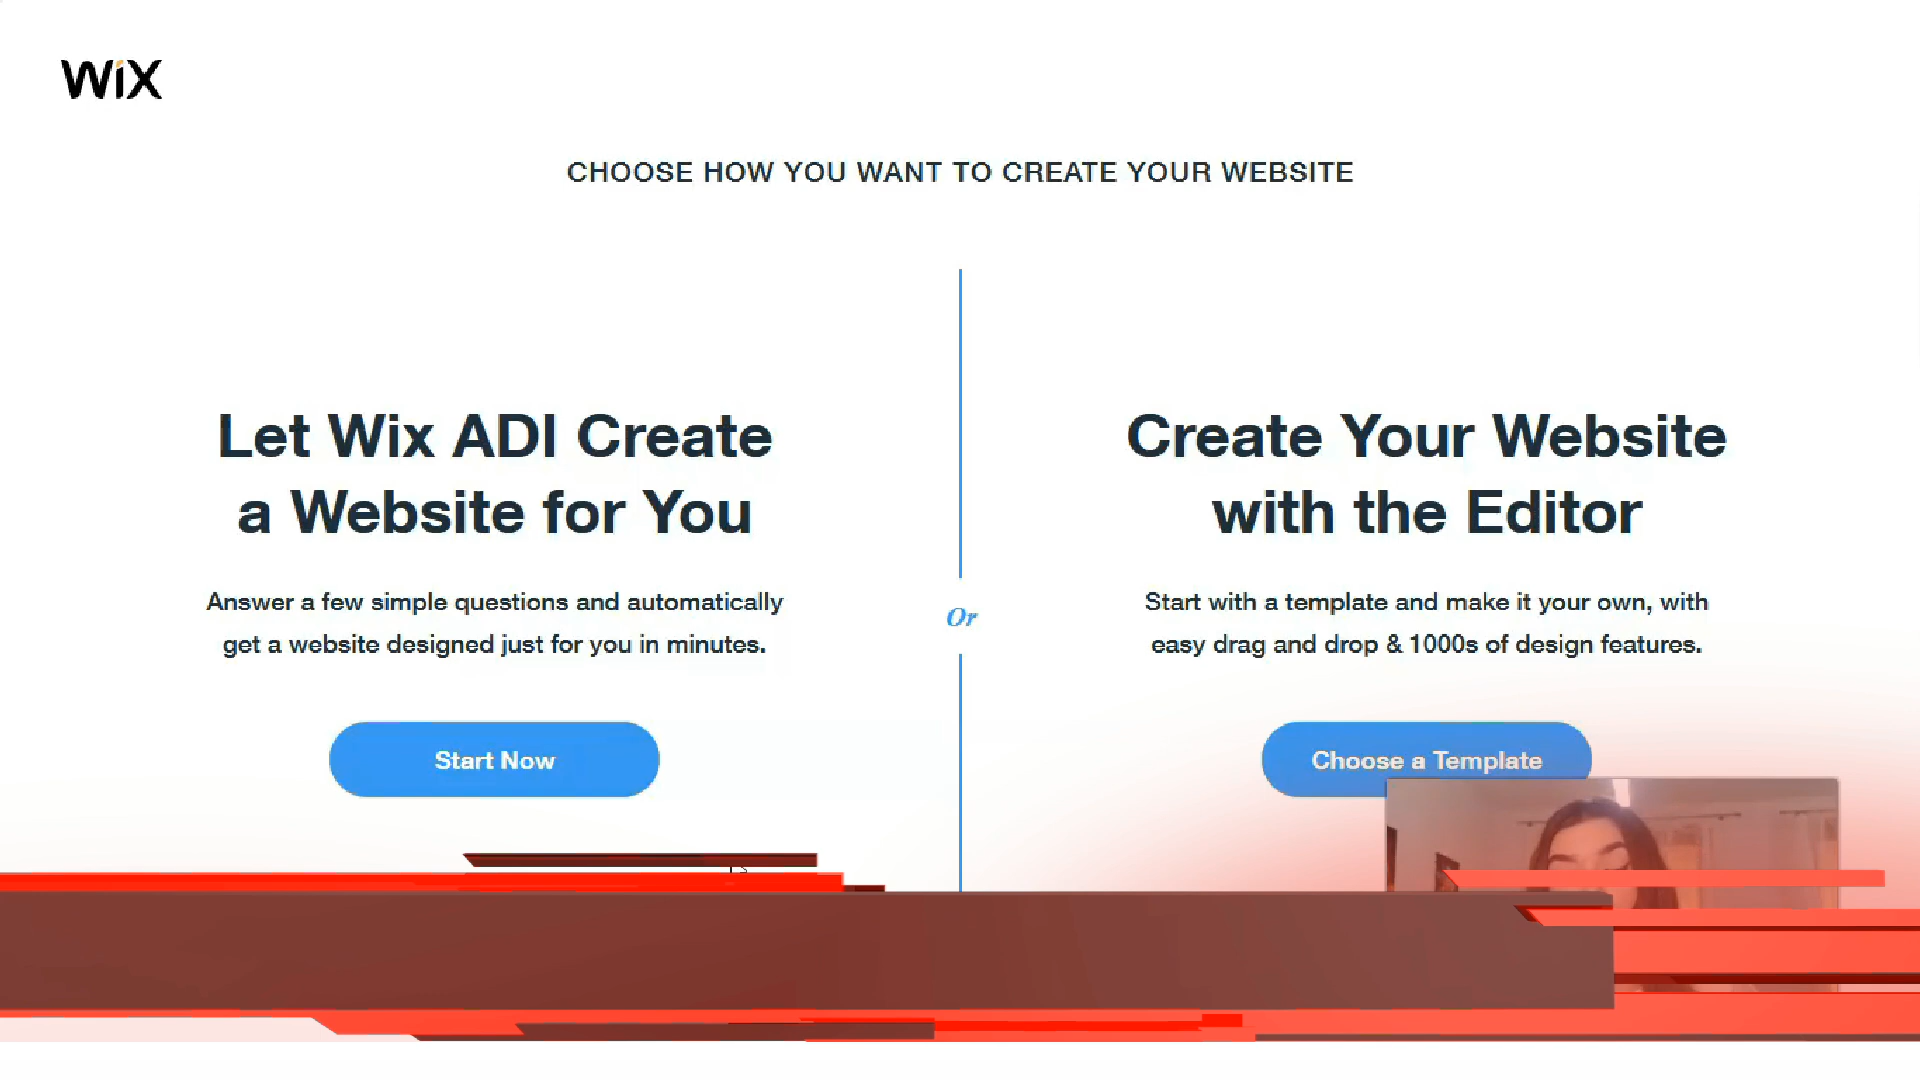 WiX
CHOOSE HOW YOU WANT TO CREATE YOUR WEBSITE
Let Wix ADI Create
a Website for You
Answer a few simple questions and automatically
get a website designed just for you in minutes.
Start Now
Or
Create Your Website
with the Editor
Start with a template and make it your own, with
easy drag and drop & 1000s of design features.
Choose a Template